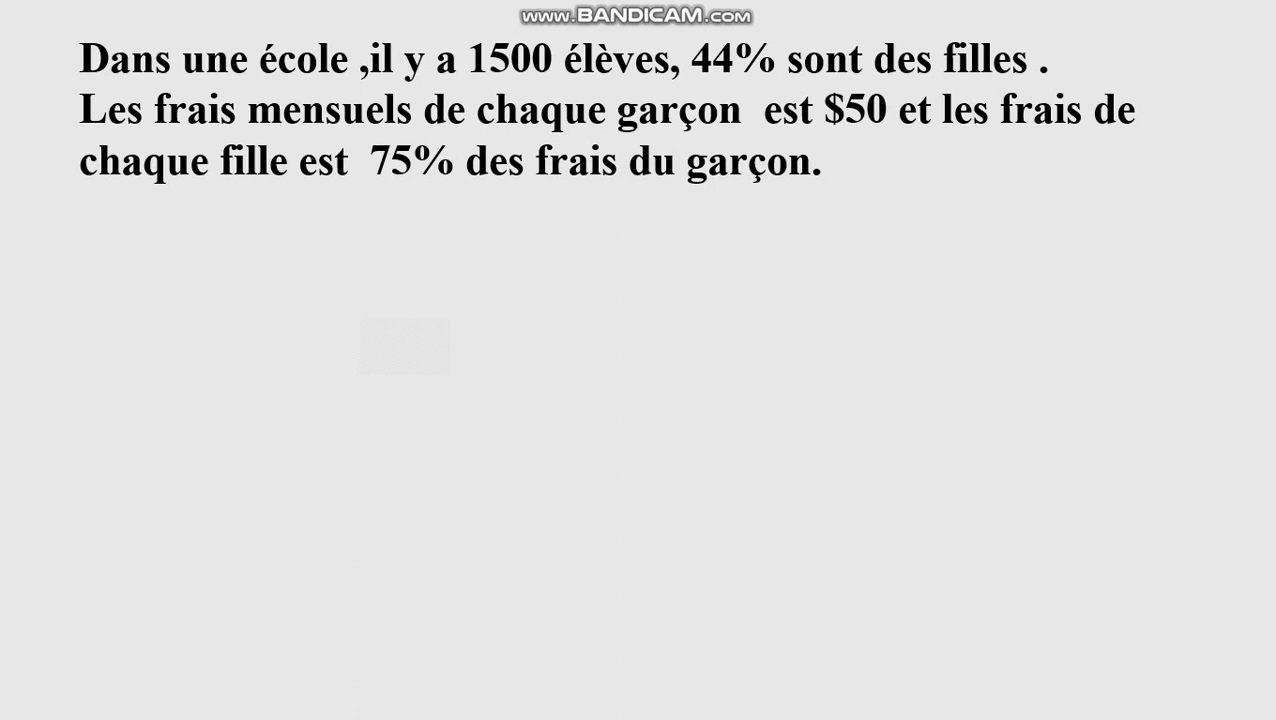 www.BANDICAM.com
Dans une école ,il y a 1500 élèves, 44% sont des filles .
Les frais mensuels de chaque garçon est $50 et les frais de
chaque fille est 75% des frais du garçon.